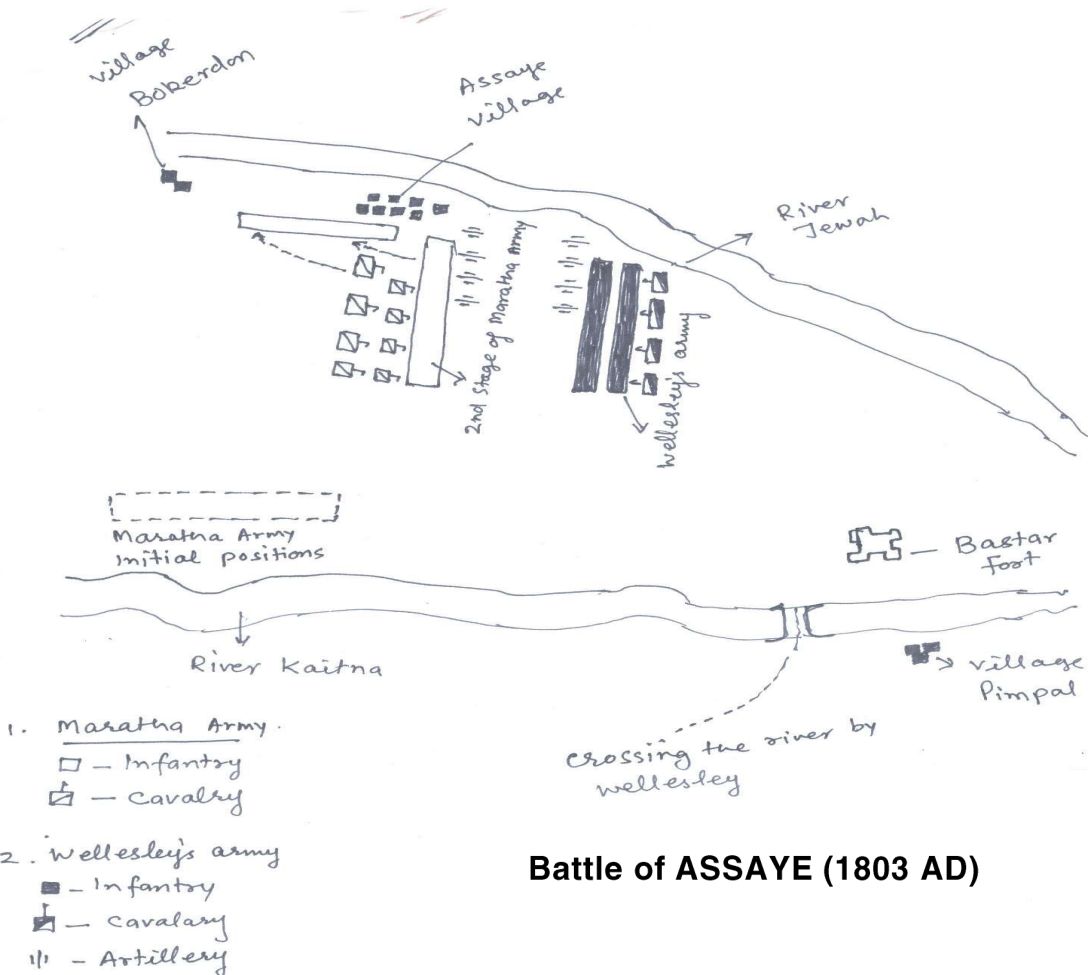 village
Bokerdon
Assaye
village
River
Jewah
2nd Stage of Maratha Army
Wellesley's army
Maratha Army
Initial positions
Bastar
fort
River Kaitna
village
Pimpal
crossing the river by
wellesley
1. Maratha Army.
- Infantry
- Cavalry
2. Wellesley's army
- Infantry
- Cavalary
- Artillery
Battle of ASSAYE (1803 AD)